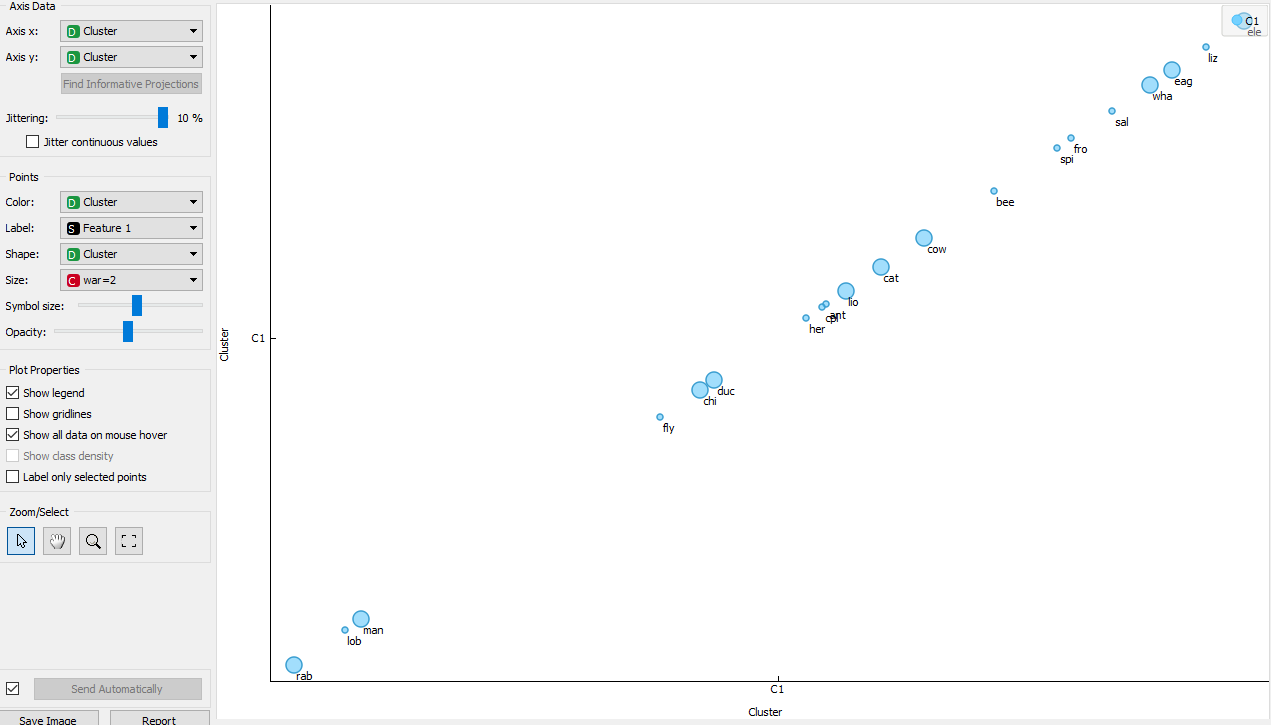 Axis Data
Axis x: D Cluster
Axis y: D Cluster
Find Informative Projections
Jittering: 10 %
Jitter continuous values
Points
Color: D Cluster
Label: S Feature 1
Shape: D Cluster
Size: C war=2
Symbol size:
Opacity:
Plot Properties
Show legend
Show gridlines
Show all data on mouse hover
Show class density
Label only selected points
Zoom/Select
Send Automatically
Save Image Report
C1
ele
liz
eag
wha
sal
fro
spi
bee
cow
cat
lio
ant
her
duc
chi
fly
man
lob
rab
Cluster
C1
C1
Cluster